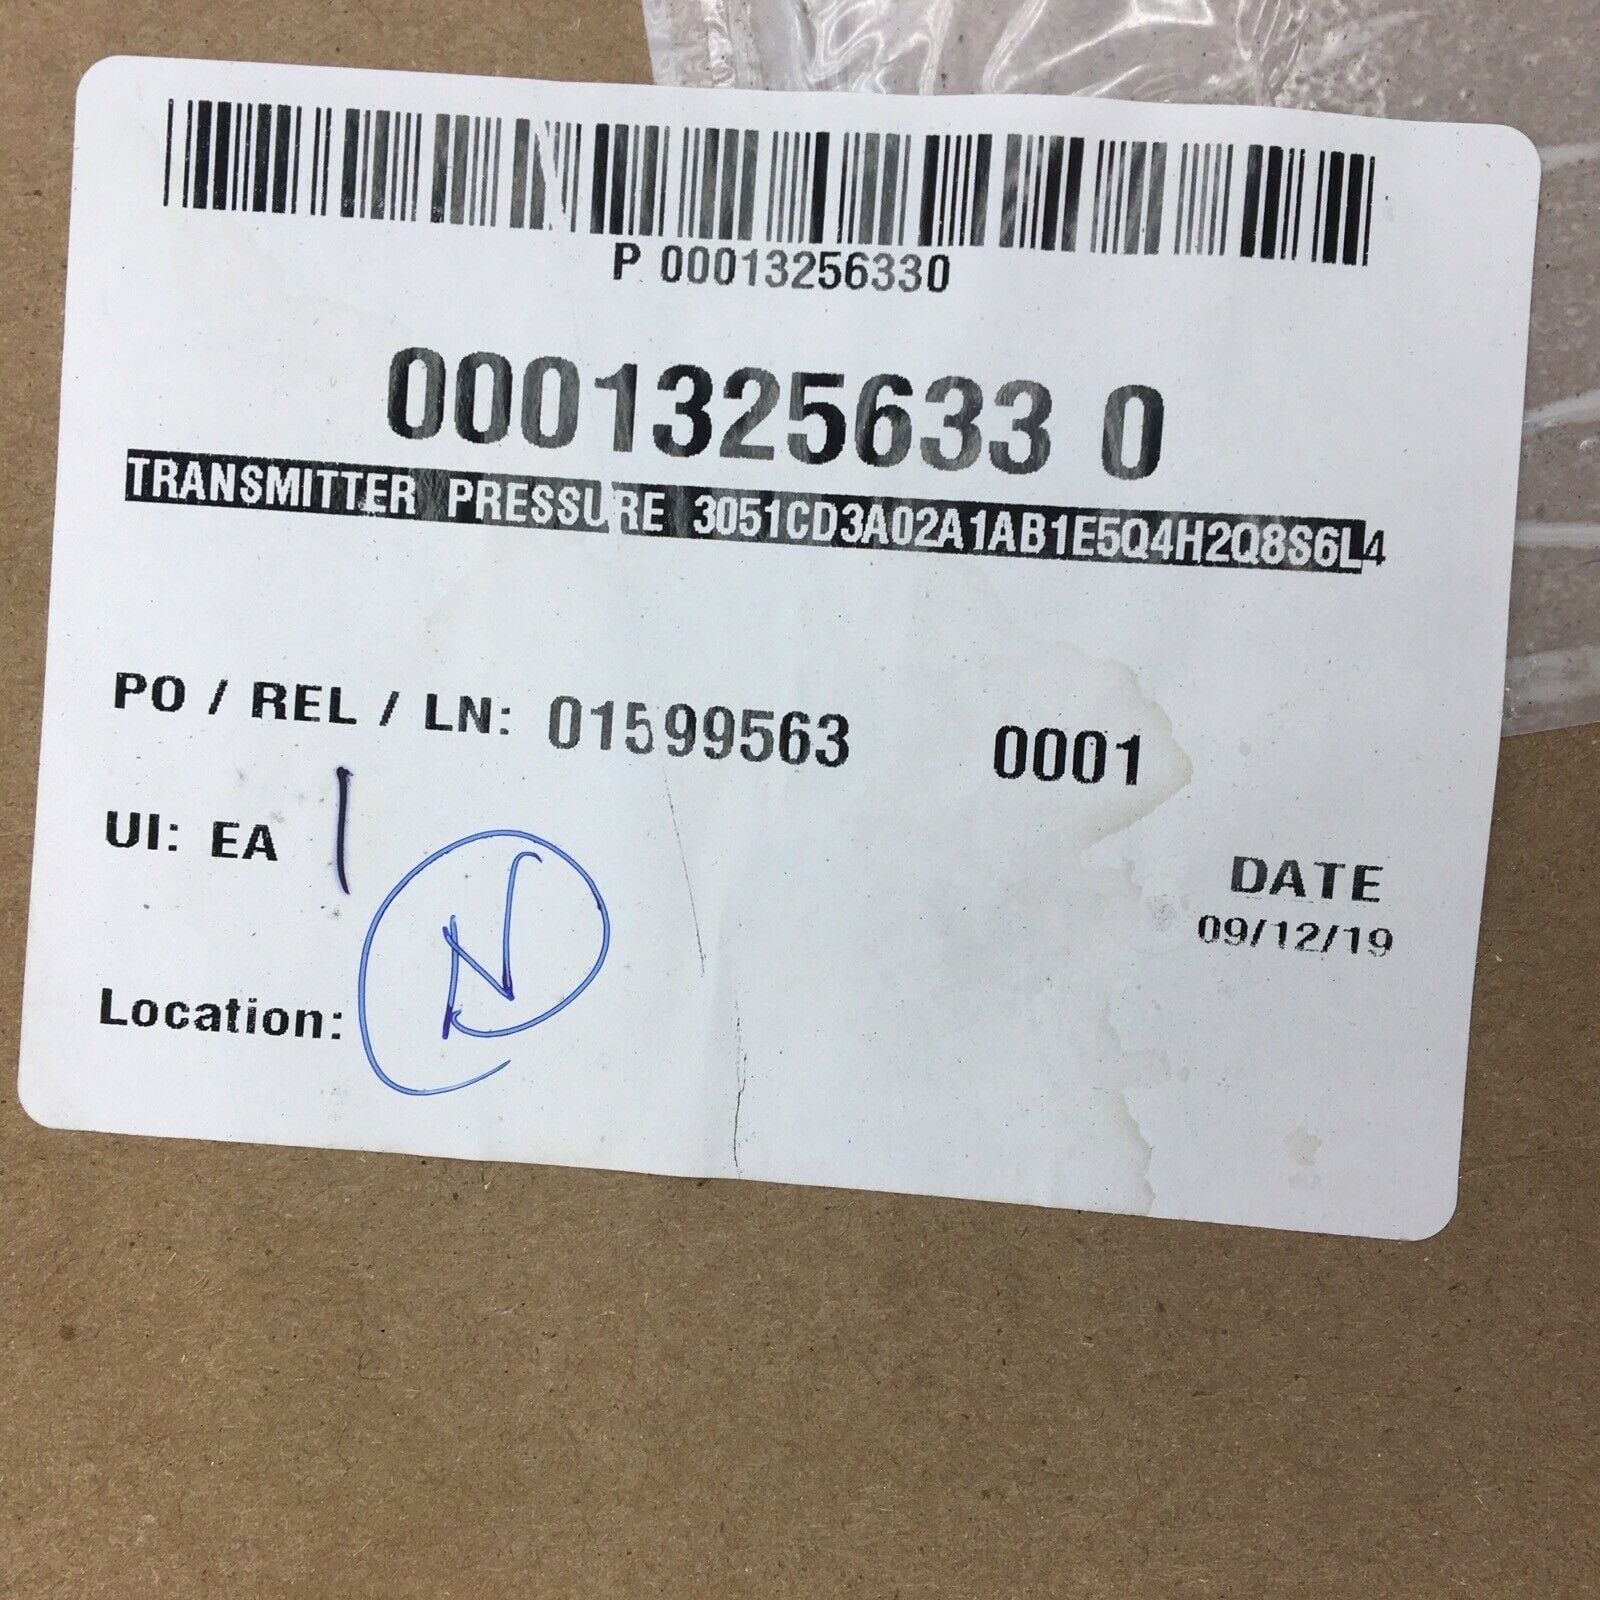 P 00013256330
0001325633 0
TRANSMITTER PRESSURE 3051CD3A02A1AB1E5Q4H2Q8S6L4
PO / REL / LN: 01599563 0001
UI: EA 1
DATE
09/12/19
Location: N